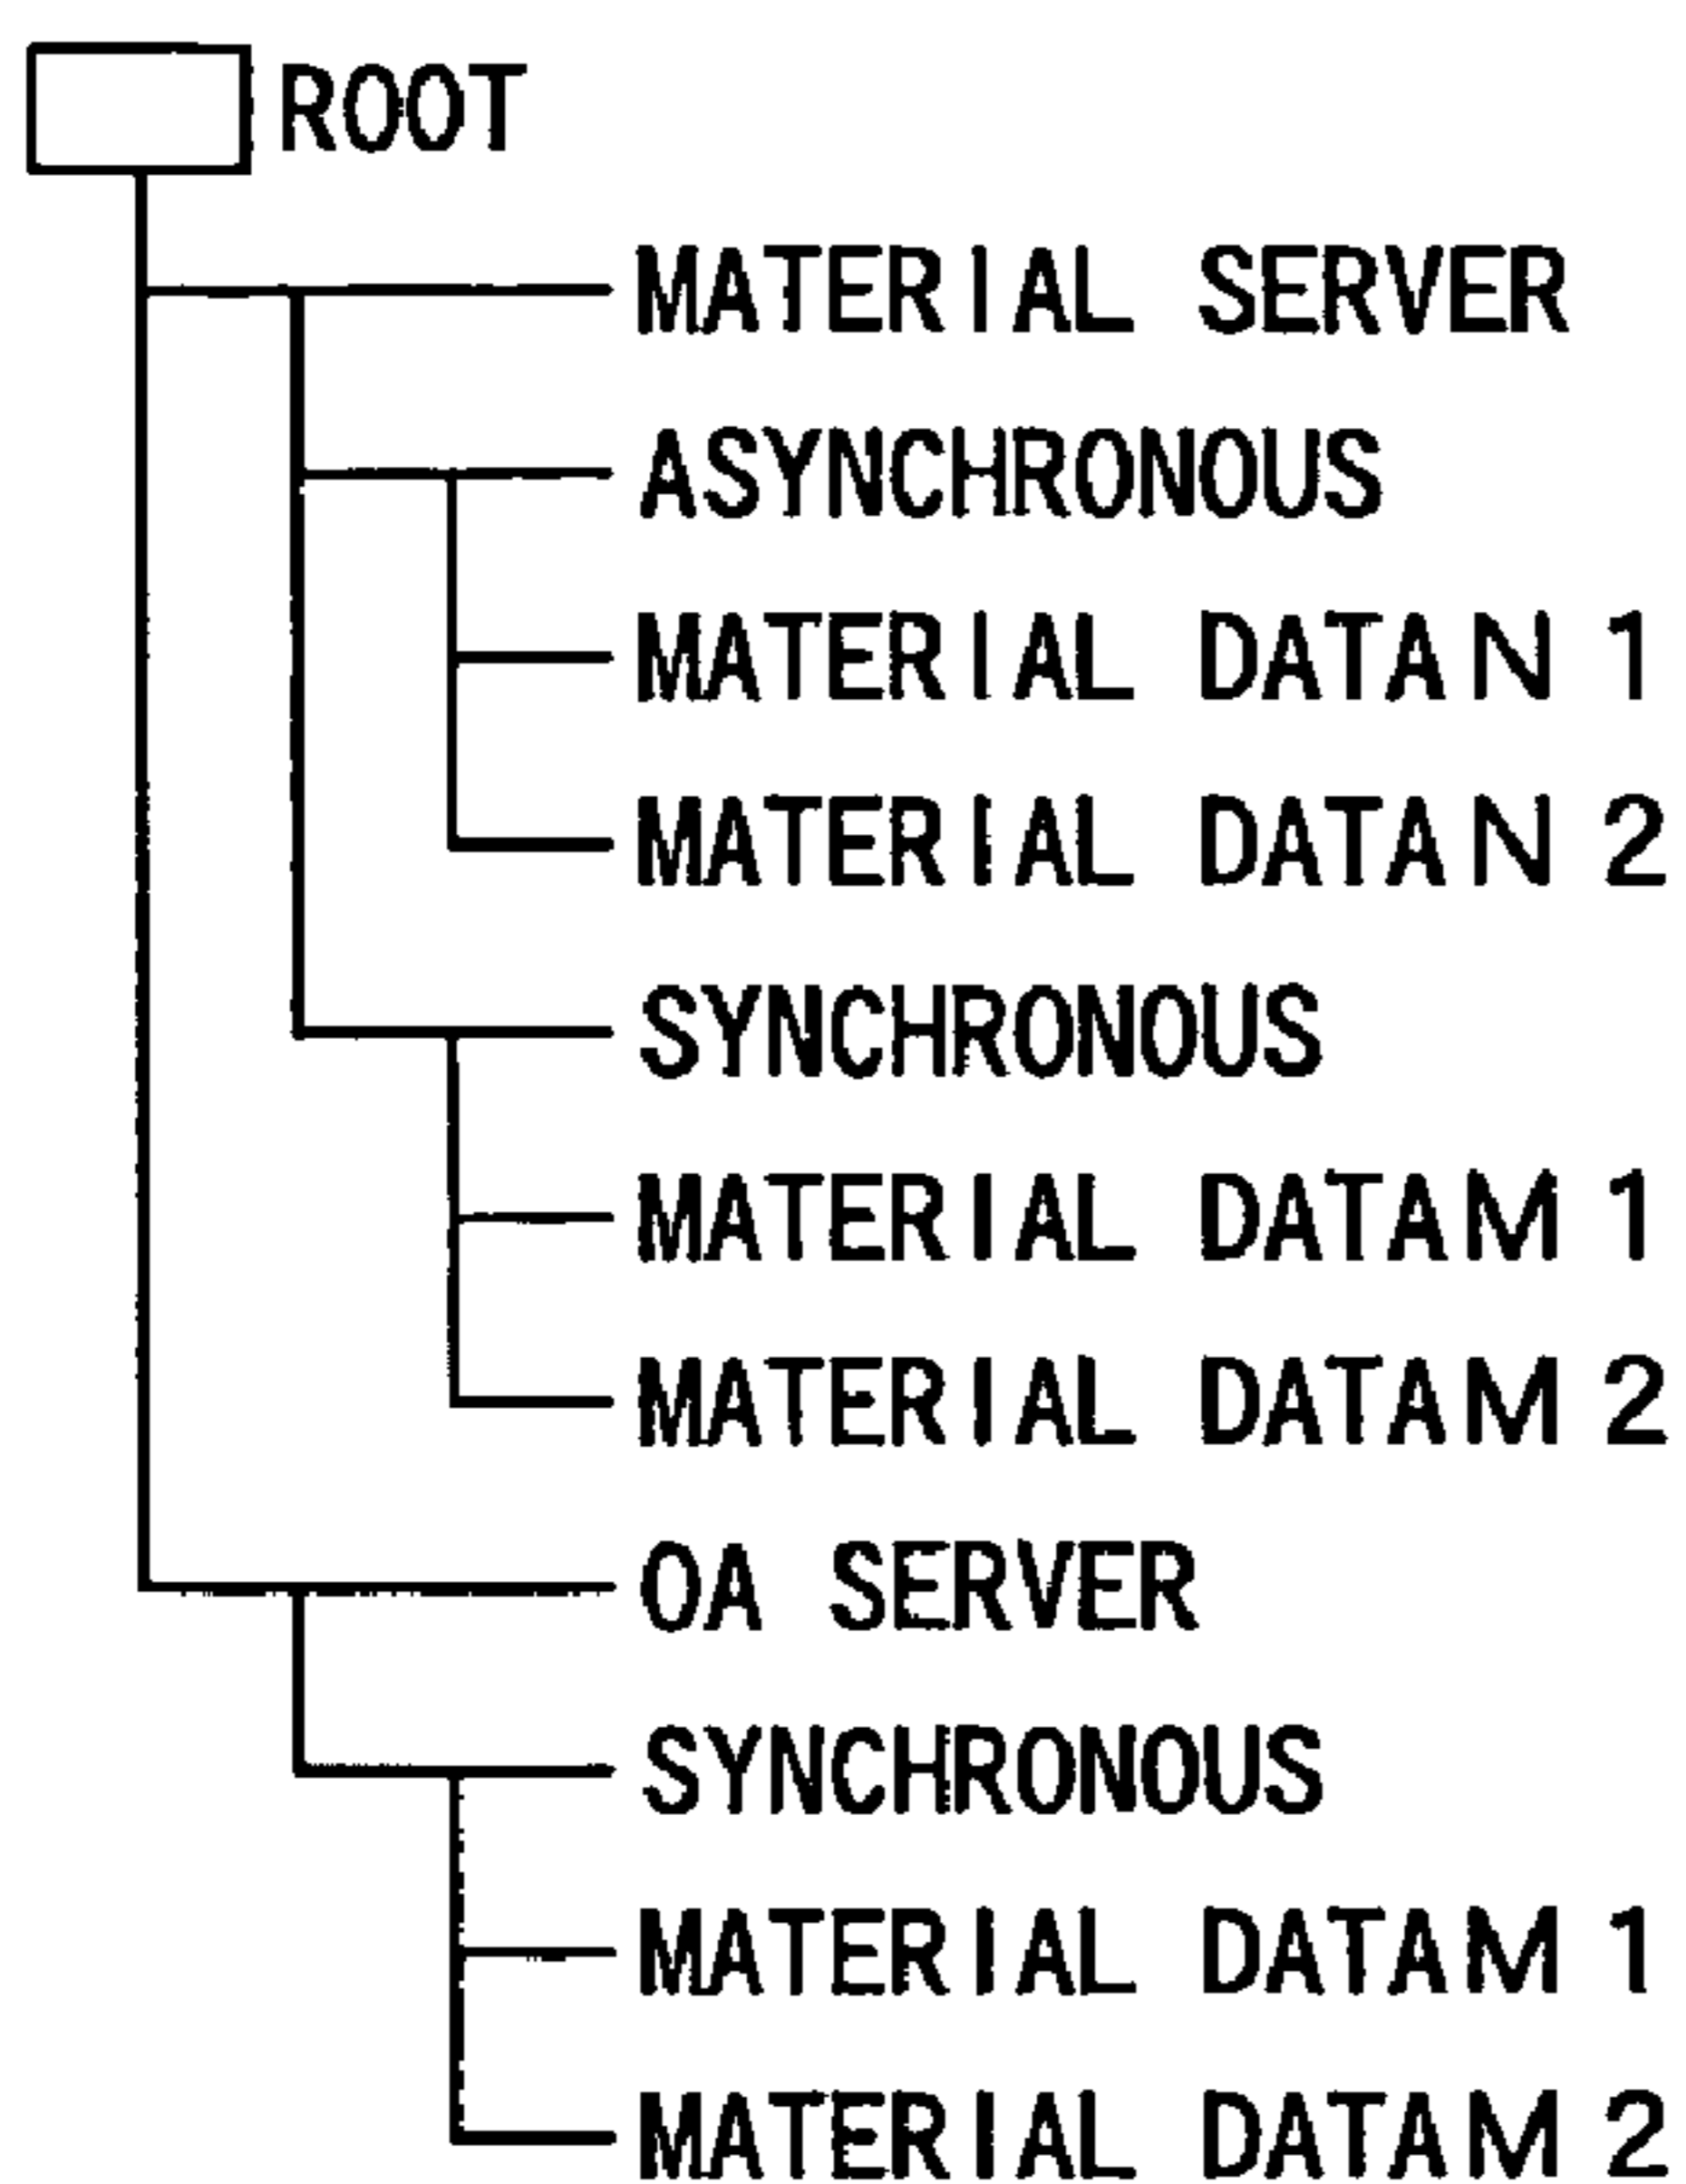 ROOT
MATERIAL SERVER
ASYNCHRONOUS
MATERIAL DATA N 1
MATERIAL DATA N 2
SYNCHRONOUS
MATERIAL DATA M 1
MATERIAL DATA M 2
OA SERVER
SYNCHRONOUS
MATERIAL DATA M 1
MATERIAL DATA M 2